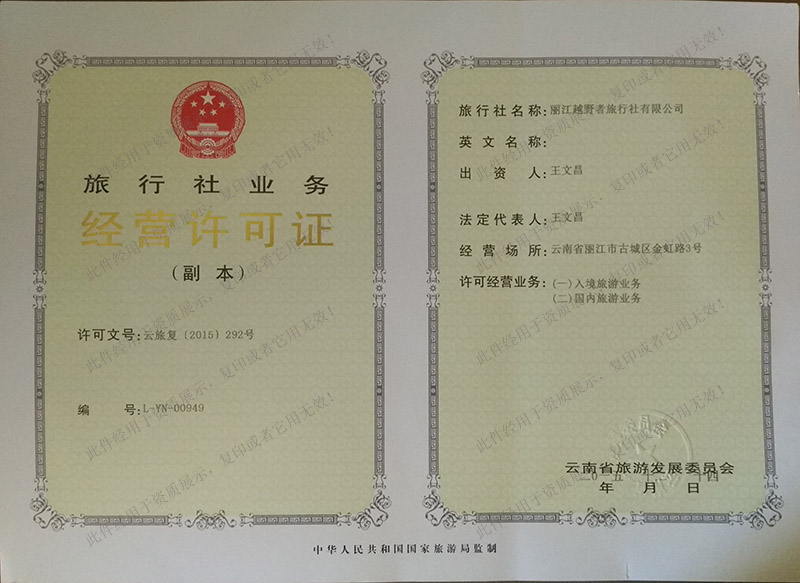 旅行社业务
经营许可证
(副本)
许可文号:云旅复〔2015〕292号
编 号:L-YN-00949
旅行社名称:丽江越野者旅行社有限公司
英文名称:
出资人:王文昌
法定代表人:王文昌
经营场所:云南省丽江市古城区金虹路3号
许可经营业务:(一)入境旅游业务
(二)国内旅游业务
云南省旅游发展委员会
年 月 日
中华人民共和国国家旅游局监制
此件经用于资质展示,复印或者它用无效!